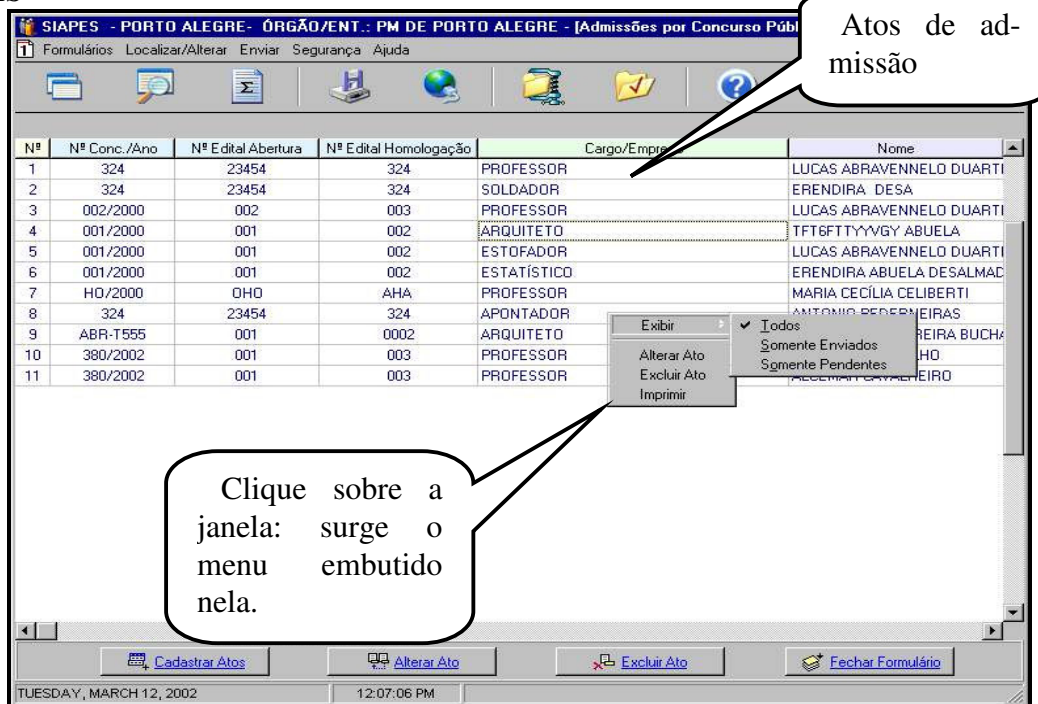 SIAPES - PORTO ALEGRE- ÓRGÃO/ENT.: PM DE PORTO ALEGRE - [Admissões por Concurso Púb
Atos de ad-
missão
Formulários Localizar/Alterar Enviar Segurança Ajuda
Nº Nº Conc./Ano Nº Edital Abertura Nº Edital Homologação Cargo/Empre Nome
1 324 23454 324 PROFESSOR LUCAS ABRAVENNELO DUARTI
2 324 23454 324 SOLDADOR ERENDIRA DESA
3 002/2000 002 003 PROFESSOR LUCAS ABRAVENNELO DUARTI
4 001/2000 001 002 ARQUITETO TFT6FTTYYVGY ABUELA
5 001/2000 001 002 ESTOFADOR LUCAS ABRAVENNELO DUARTI
6 001/2000 001 002 ESTATÍSTICO ERENDIRA ABUELA DESALMAD
7 HO/2000 OHO AHA PROFESSOR MARIA CECÍLIA CELIBERTI
8 324 23454 324 APONTADOR
9 ABR-T555 001 0002 ARQUITETO REIRA BUCHA
10 380/2002 001 003 PROFESSOR LHO
11 380/2002 001 003 PROFESSOR
Exibir
Alterar Ato
Excluir Ato
Imprimir
Todos
Somente Enviados
Somente Pendentes
Clique sobre a
janela: surge o
menu embutido
nela.
Cadastrar Atos Alterar Ato Excluir Ato Fechar Formulário
TUESDAY, MARCH 12, 2002 12:07:06 PM